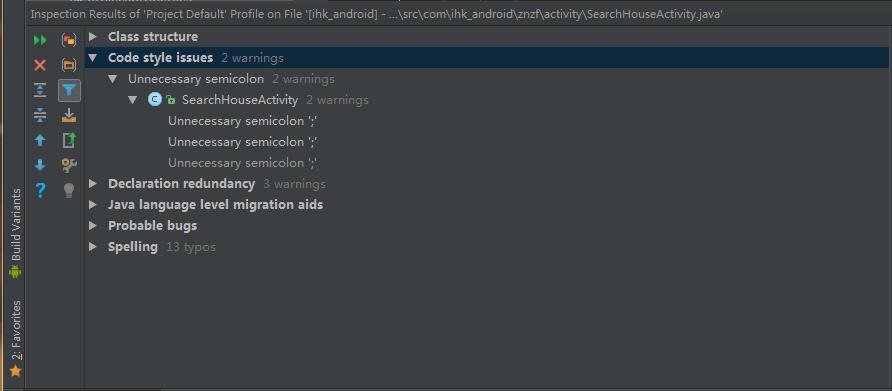 Inspection Results of 'Project Default' Profile on File '[ihk_android] - ...\src\com\ihk_android\znzf\activity\SearchHouseActivity.java'
Class structure
Code style issues 2 warnings
Unnecessary semicolon 2 warnings
C SearchHouseActivity 2 warnings
Unnecessary semicolon ';'
Unnecessary semicolon ';'
Unnecessary semicolon ';'
Declaration redundancy 3 warnings
Java language level migration aids
Probable bugs
Spelling 13 typos
Build Variants
2: Favorites